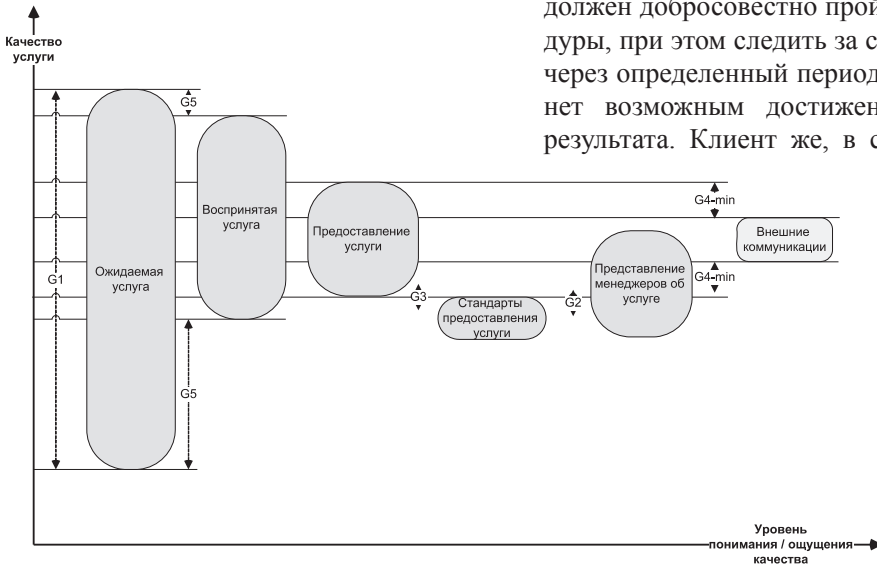 должен добросовестно прой
дуры, при этом следить за с
через определенный период
нет возможным достижен
результата. Клиент же, в с
Качество
услуги
G5
G4-min
Воспринятая
услуга
Предоставление
услуги
Внешние
коммуникации
G1
Ожидаемая
услуга
Представление
менеджеров об
услуге
G4-min
G3
G2
Стандарты
предоставления
услуги
G5
Уровень
понимания / ощущения
качества